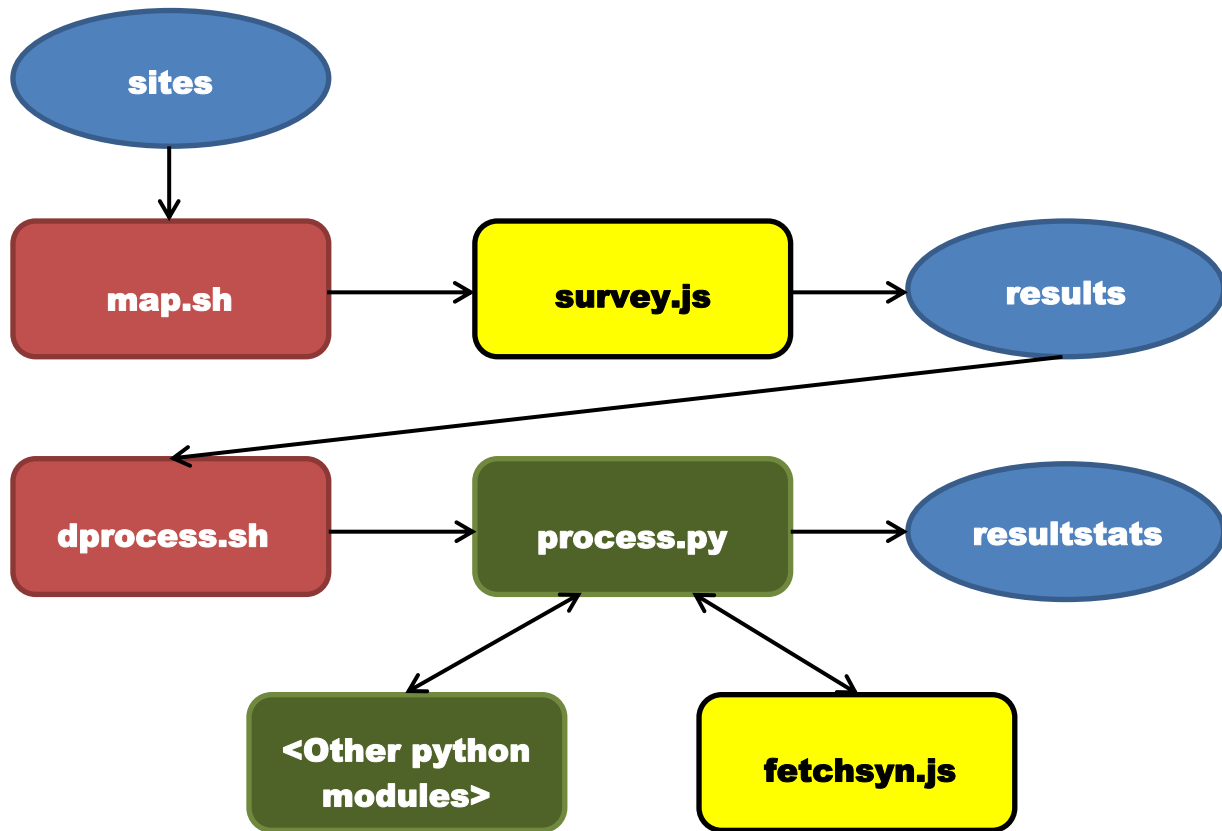 sites
map.sh
survey.js
results
dprocess.sh
process.py
resultstats
<Other python
modules>
fetchsyn.js